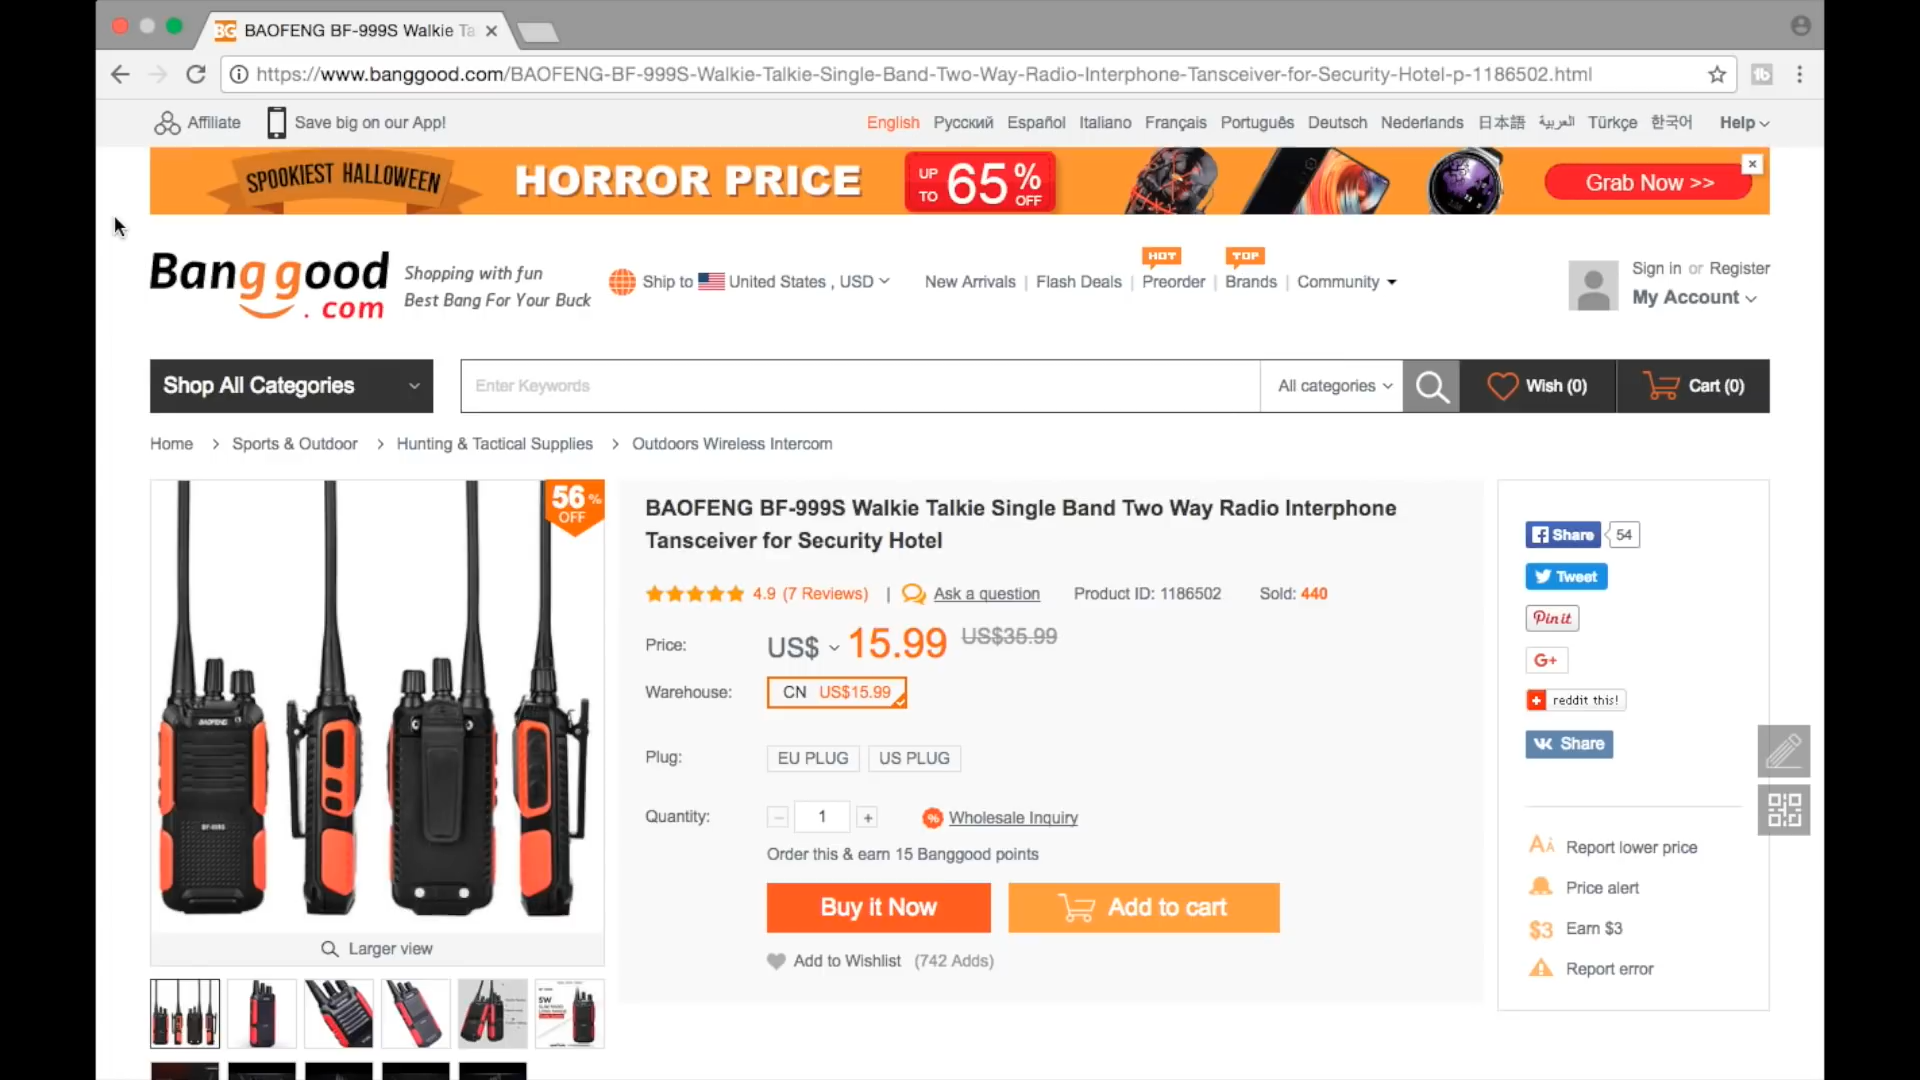 BG BAOFENG BF-999S Walkie Ta
https://www.banggood.com/BAOFENG-BF-999S-Walkie-Talkie-Single-Band-Two-Way-Radio-Interphone-Tansceiver-for-Security-Hotel-p-1186502.html
Affiliate Save big on our App! English Русский Español Italiano Français Português Deutsch Nederlands 日本語 العربية Türkçe 한국어 Help
SPOOKIEST HALLOWEEN HORROR PRICE UP TO 65% OFF Grab Now >>
Banggood.com
Shopping with fun
Best Bang For Your Buck
Ship to United States , USD
HOT TOP
New Arrivals | Flash Deals | Preorder | Brands | Community
Sign in or Register
My Account
Shop All Categories Enter Keywords All categories Wish (0) Cart (0)
Home > Sports & Outdoor > Hunting & Tactical Supplies > Outdoors Wireless Intercom
56% OFF
BAOFENG
BF-999S
Larger view
5W
BAOFENG BF-999S Walkie Talkie Single Band Two Way Radio Interphone
Tansceiver for Security Hotel
4.9 (7 Reviews) | Ask a question Product ID: 1186502 Sold: 440
Price: US$ 15.99 US$35.99
Warehouse: CN US$15.99
Plug: EU PLUG US PLUG
Quantity: − 1 + % Wholesale Inquiry
Order this & earn 15 Banggood points
Buy it Now Add to cart
Add to Wishlist (742 Adds)
Share 54
Tweet
Pin it
G+
reddit this!
Share
Report lower price
Price alert
$3 Earn $3
Report error